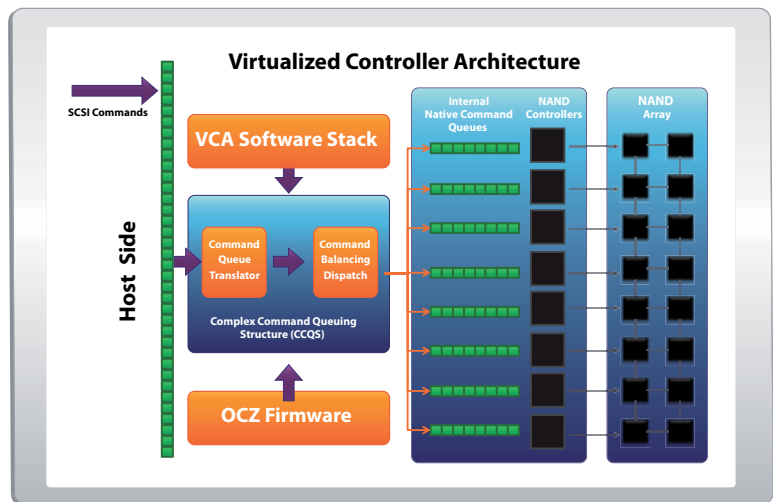 Virtualized Controller Architecture
SCSI Commands
Host Side
VCA Software Stack
Command
Queue
Translator
Command
Balancing
Dispatch
Complex Command Queuing
Structure (CCQS)
OCZ Firmware
Internal
Native Command
Queues
NAND
Controllers
NAND
Array